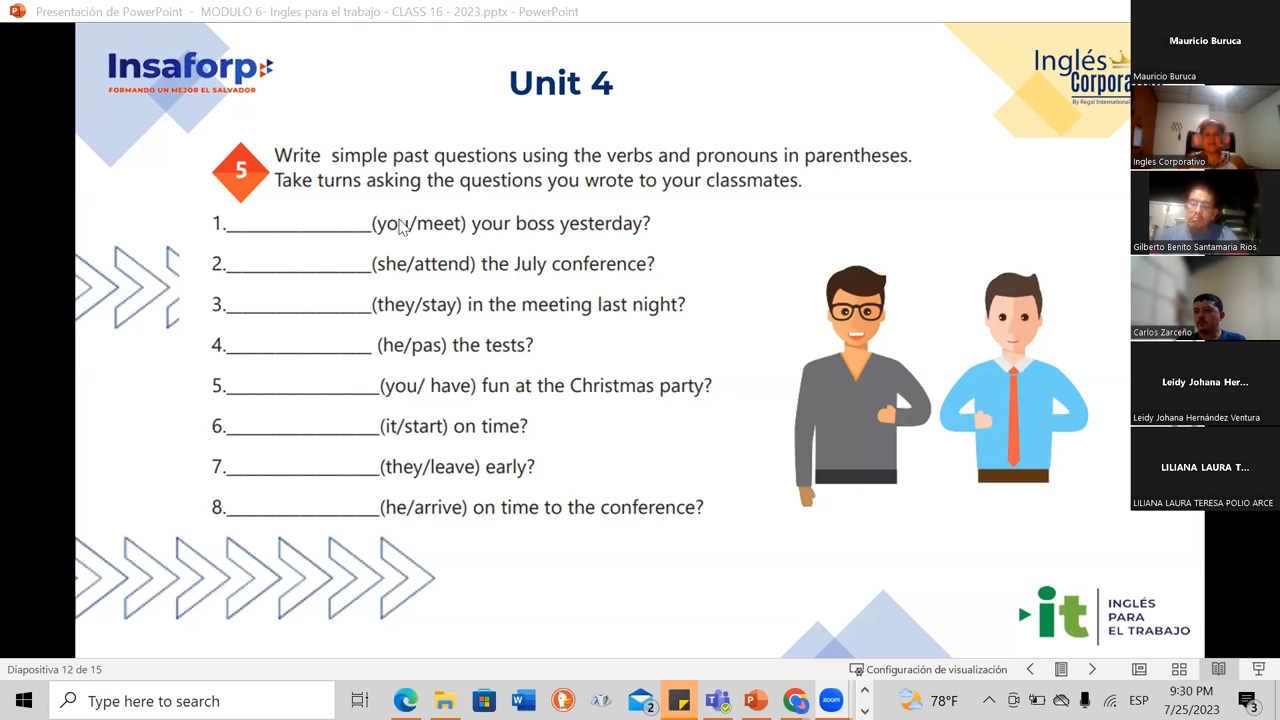 Presentación de PowerPoint - MODULO 6- Ingles para el trabajo - CLASS 16 - 2023.pptx - PowerPoint
Mauricio Buruca
Mauricio Buruca
Insaforp
FORMANDO UN MEJOR EL SALVADOR
Unit 4
Inglés
Corporativo
By Regal International
5
Write simple past questions using the verbs and pronouns in parentheses.
Take turns asking the questions you wrote to your classmates.
Ingles Corporativo
1.________________(you/meet) your boss yesterday?
Gilberto Benito Santamaria Rios
2.________________(she/attend) the July conference?
3.________________(they/stay) in the meeting last night?
Carlos Zarceño
4.________________ (he/pas) the tests?
5._________________(you/ have) fun at the Christmas party?
Leidy Johana Her...
Leidy Johana Hernández Ventura
6._________________(it/start) on time?
7._________________(they/leave) early?
LILIANA LAURA T...
LILIANA LAURA TERESA POLIO ARCE
8._________________(he/arrive) on time to the conference?
it
INGLÉS
PARA
EL TRABAJO
Diapositiva 12 de 15
Configuración de visualización
Type here to search
2
zoom
78°F
ESP
9:30 PM
7/25/2023
3